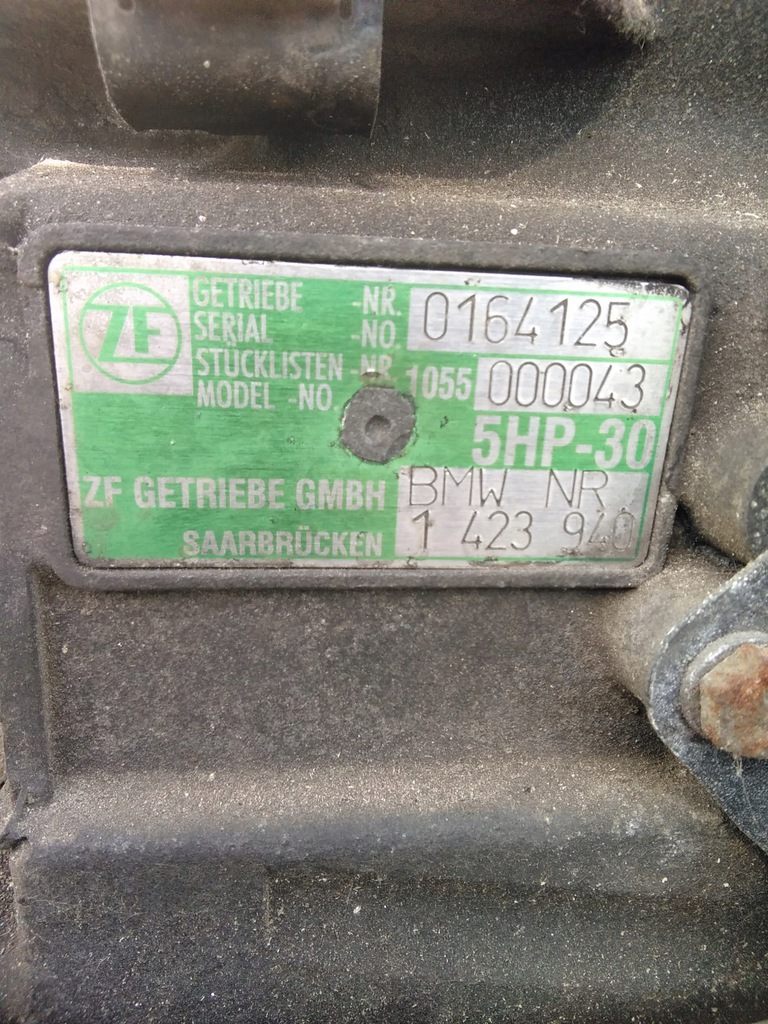 ZF
GETRIEBE -NR.
SERIAL -NO. 0164125
STÜCKLISTEN -NR.
MODEL -NO. 1055 000043
5HP-30
ZF GETRIEBE GMBH BMW NR
SAARBRÜCKEN 1 423 940